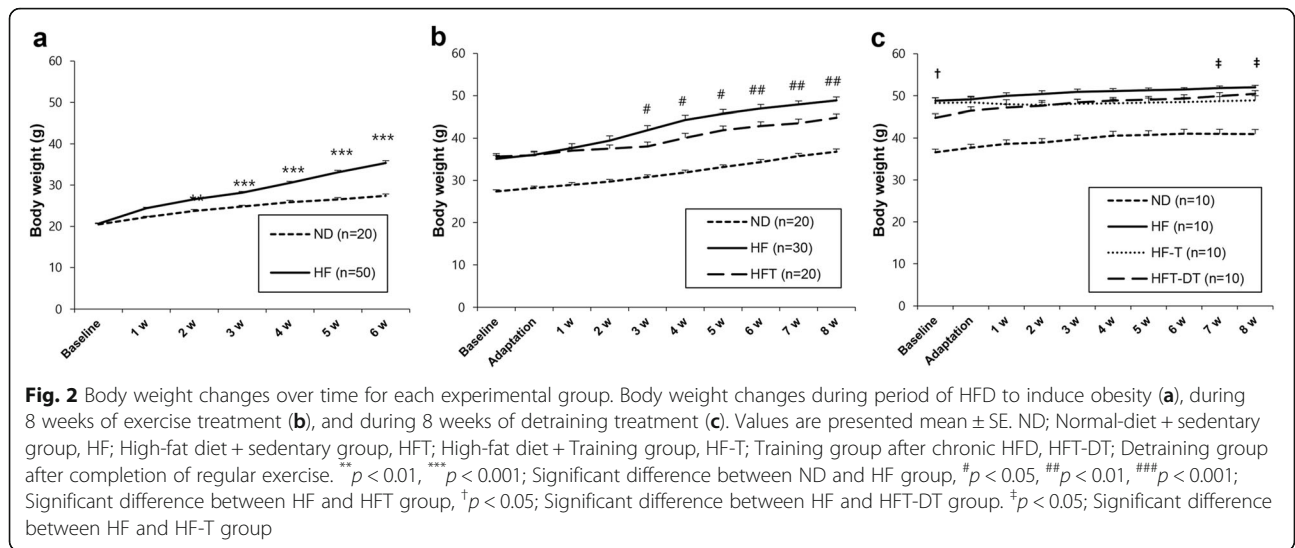 a
b
c
60
50
40
30
20
10
0
Body weight (g)
**
***
***
***
***
ND (n=20)
HF (n=50)
Baseline
1 w
2 w
3 w
4 w
5 w
6 w
60
50
40
30
20
10
0
Body weight (g)
#
#
#
##
##
##
ND (n=20)
HF (n=30)
HFT (n=20)
Baseline
Adaptation
1 w
2 w
3 w
4 w
5 w
6 w
7 w
8 w
60
50
40
30
20
10
0
Body weight (g)
†
‡
‡
ND (n=10)
HF (n=10)
HF-T (n=10)
HFT-DT (n=10)
Baseline
Adaptation
1 w
2 w
3 w
4 w
5 w
6 w
7 w
8 w
Fig. 2 Body weight changes over time for each experimental group. Body weight changes during period of HFD to induce obesity (a), during
8 weeks of exercise treatment (b), and during 8 weeks of detraining treatment (c). Values are presented mean ± SE. ND; Normal-diet + sedentary
group, HF; High-fat diet + sedentary group, HFT; High-fat diet + Training group, HF-T; Training group after chronic HFD, HFT-DT; Detraining group
after completion of regular exercise. **p < 0.01, ***p < 0.001; Significant difference between ND and HF group, #p < 0.05, ##p < 0.01, ###p < 0.001;
Significant difference between HF and HFT group, †p < 0.05; Significant difference between HF and HFT-DT group. ‡p < 0.05; Significant difference
between HF and HF-T group